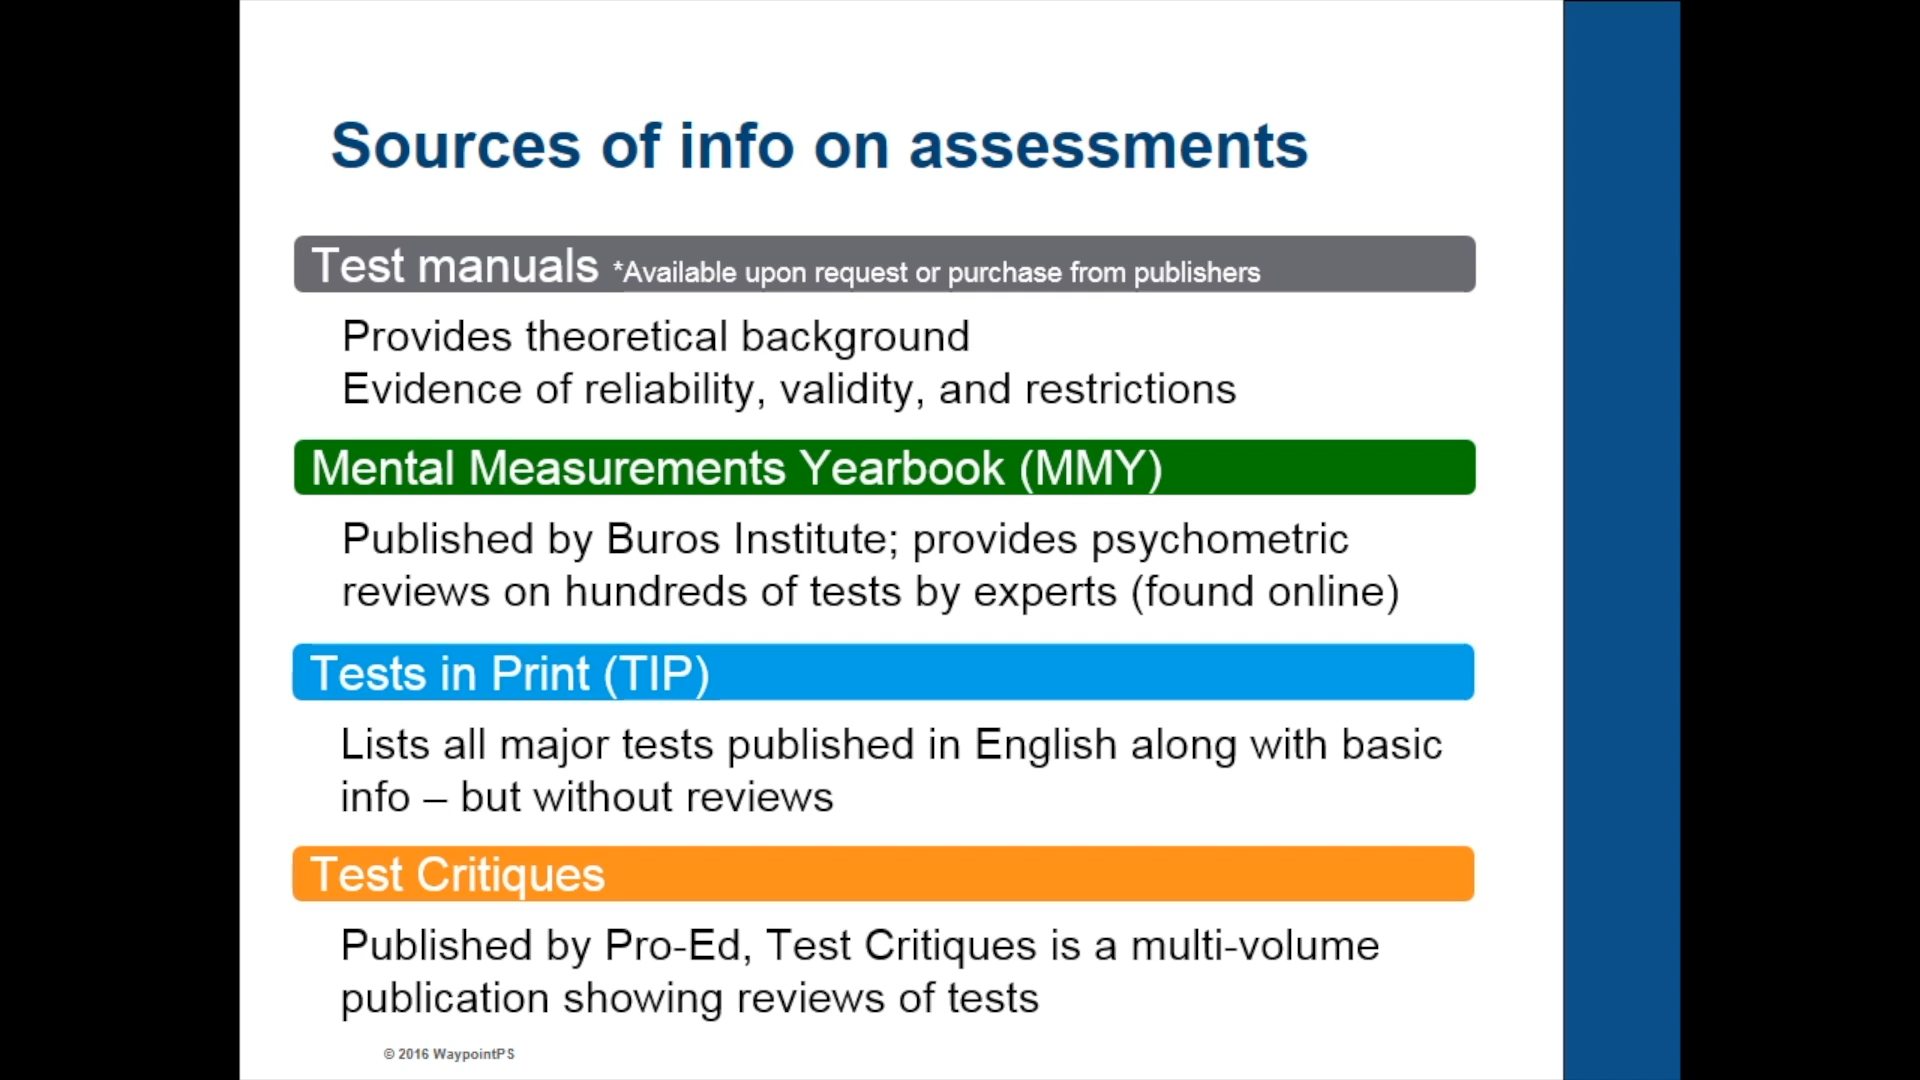 Sources of info on assessments
Test manuals *Available upon request or purchase from publishers
Provides theoretical background
Evidence of reliability, validity, and restrictions
Mental Measurements Yearbook (MMY)
Published by Buros Institute; provides psychometric
reviews on hundreds of tests by experts (found online)
Tests in Print (TIP)
Lists all major tests published in English along with basic
info – but without reviews
Test Critiques
Published by Pro-Ed, Test Critiques is a multi-volume
publication showing reviews of tests
© 2016 WaypointPS